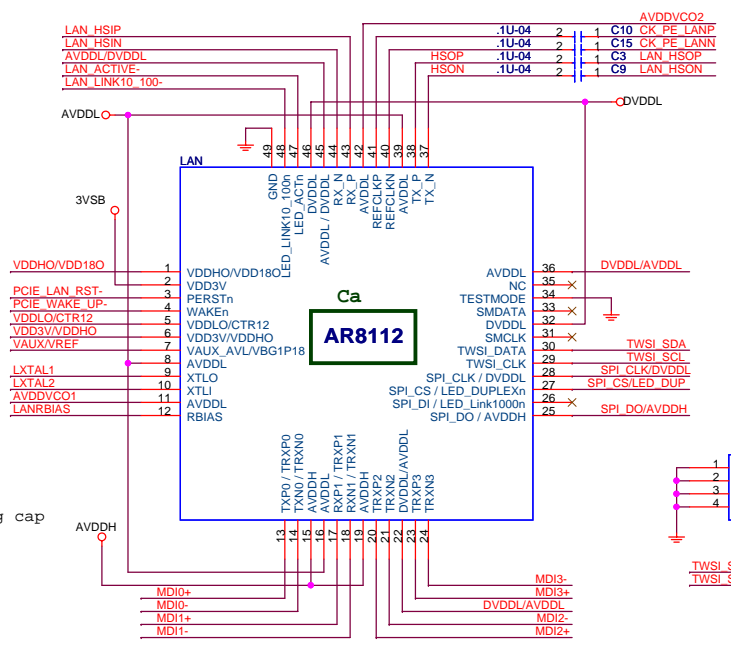 AVDDVCO2
LAN_HSIP .1U-04 2 1 C10 CK_PE_LANP
LAN_HSIN .1U-04 2 1 C15 CK_PE_LANN
AVDDL/DVDDL HSOP .1U-04 2 1 C3 LAN_HSOP
LAN_ACTIVE- HSON .1U-04 2 1 C9 LAN_HSON
LAN_LINK10_100-
AVDDL DVDDL
49 48 47 46 45 44 43 42 41 40 39 38 37
LAN
GND
LED_LINK10_100n
LED_ACTn
DVDDL
AVDDL / DVDDL
RX_N
RX_P
AVDDL
REFCLKP
REFCLKN
AVDDL
TX_P
TX_N
3VSB
VDDHO/VDD18O 1 VDDHO/VDD18O
2 VDD3V
PCIE_LAN_RST- 3 PERSTn
PCIE_WAKE_UP- 4 WAKEn
VDDLO/CTR12 5 VDDLO/CTR12
VDD3V/VDDHO 6 VDD3V/VDDHO
VAUX/VREF 7 VAUX_AVL/VBG1P18
8 AVDDL
LXTAL1 9 XTLO
LXTAL2 10 XTLI
AVDDVCO1 11 AVDDL
LANRBIAS 12 RBIAS
Ca
AR8112
AVDDL 36 DVDDL/AVDDL
NC 35
TESTMODE 34
SMDATA 33
DVDDL 32
SMCLK 31
TWSI_DATA 30 TWSI_SDA
TWSI_CLK 29 TWSI_SCL
SPI_CLK / DVDDL 28 SPI_CLK/DVDDL
SPI_CS / LED_DUPLEXn 27 SPI_CS/LED_DUP
SPI_DI / LED_Link1000n 26
SPI_DO / AVDDH 25 SPI_DO/AVDDH
TXP0 / TRXP0
TXN0 / TRXN0
AVDDH
AVDDL
RXP1 / TRXP1
RXN1 / TRXN1
AVDDH
TRXP2
TRXN2
DVDDL/AVDDL
TRXP3
TRXN3
13 14 15 16 17 18 19 20 21 22 23 24
1
2
3
4
g cap
AVDDH
MDI0+
MDI0-
MDI1+
MDI1-
MDI3-
MDI3+
DVDDL/AVDDL
MDI2-
MDI2+
TWSI_S
TWSI_S